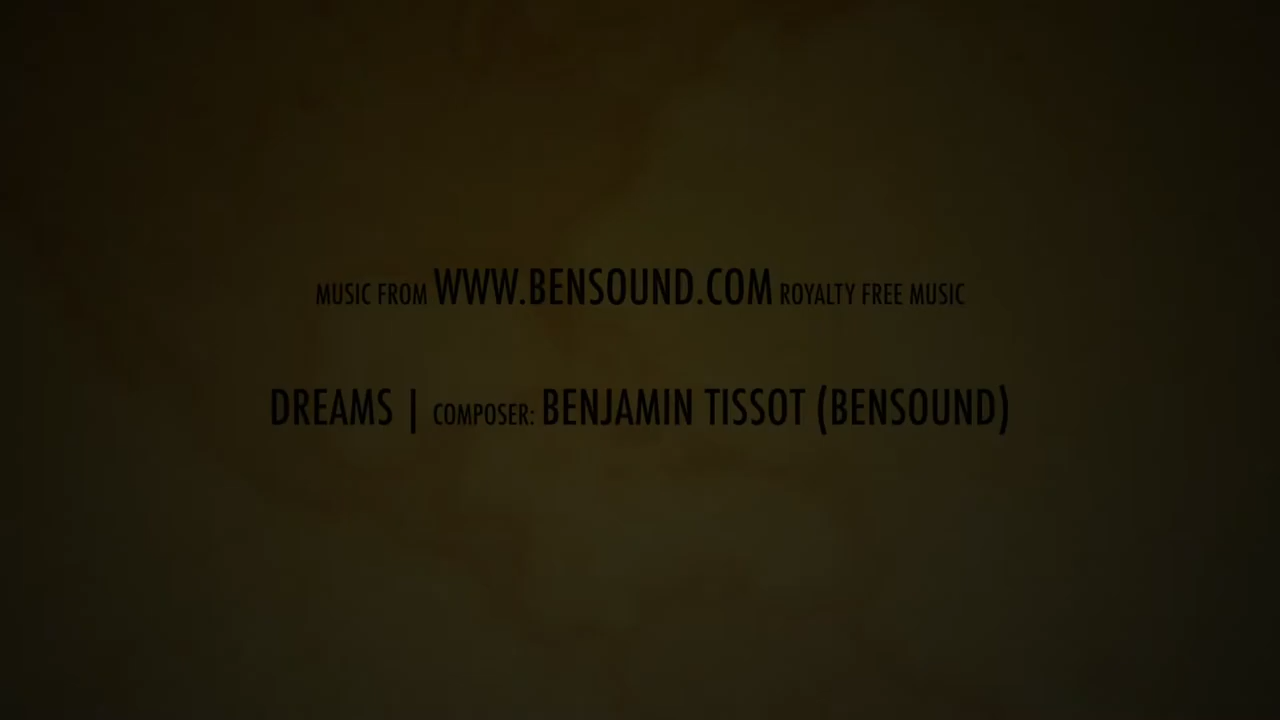 MUSIC FROM WWW.BENSOUND.COM ROYALTY FREE MUSIC
DREAMS | COMPOSER: BENJAMIN TISSOT (BENSOUND)